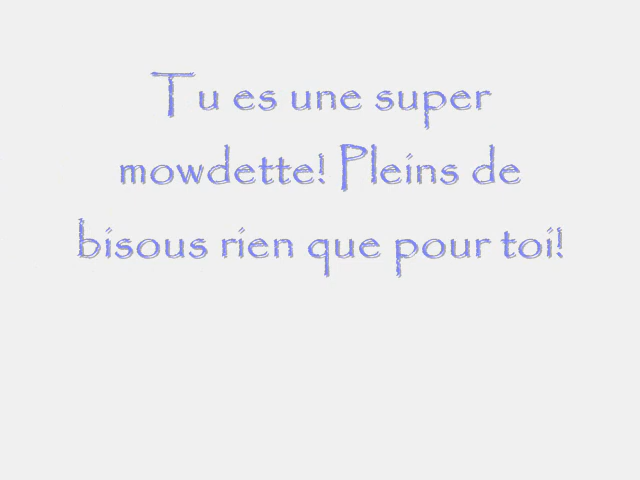 Tu es une super
mowdette! Pleins de
bisous rien que pour toi!